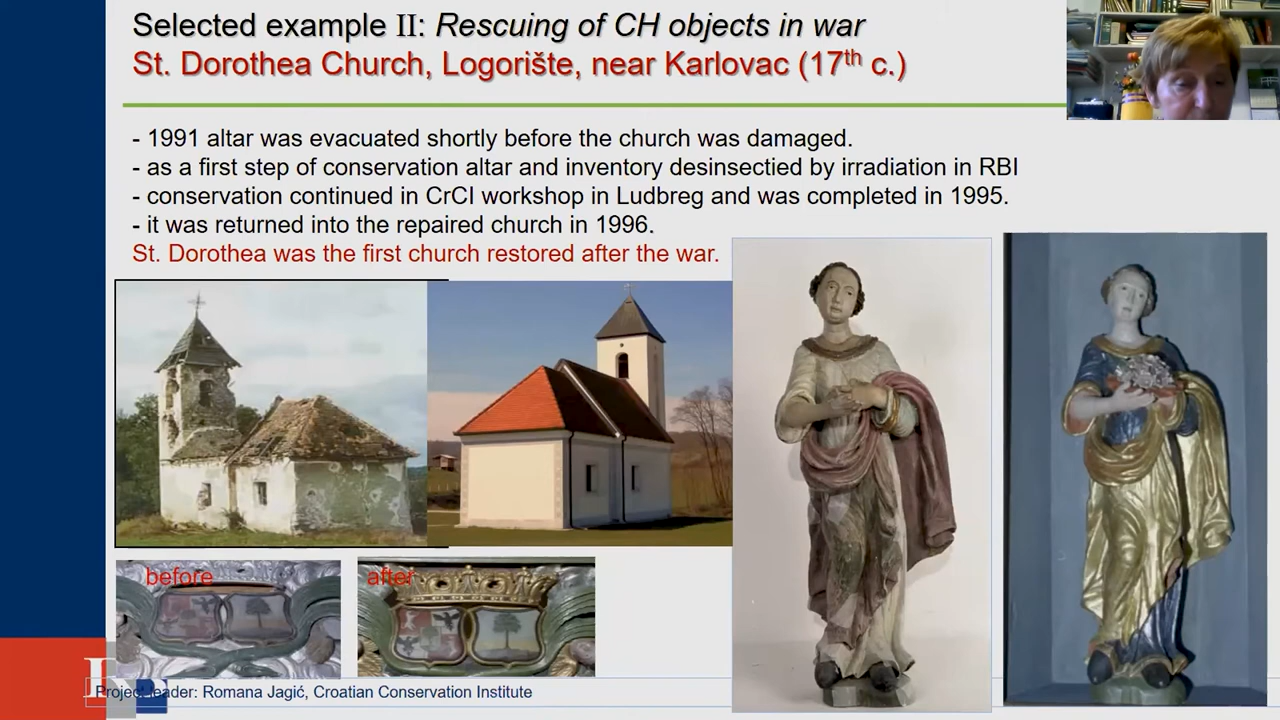 Selected example II: Rescuing of CH objects in war
St. Dorothea Church, Logorište, near Karlovac (17th c.)
- 1991 altar was evacuated shortly before the church was damaged.
- as a first step of conservation altar and inventory desinsectied by irradiation in RBI
- conservation continued in CrCI workshop in Ludbreg and was completed in 1995.
- it was returned into the repaired church in 1996.
St. Dorothea was the first church restored after the war.
before
after
Project leader: Romana Jagić, Croatian Conservation Institute